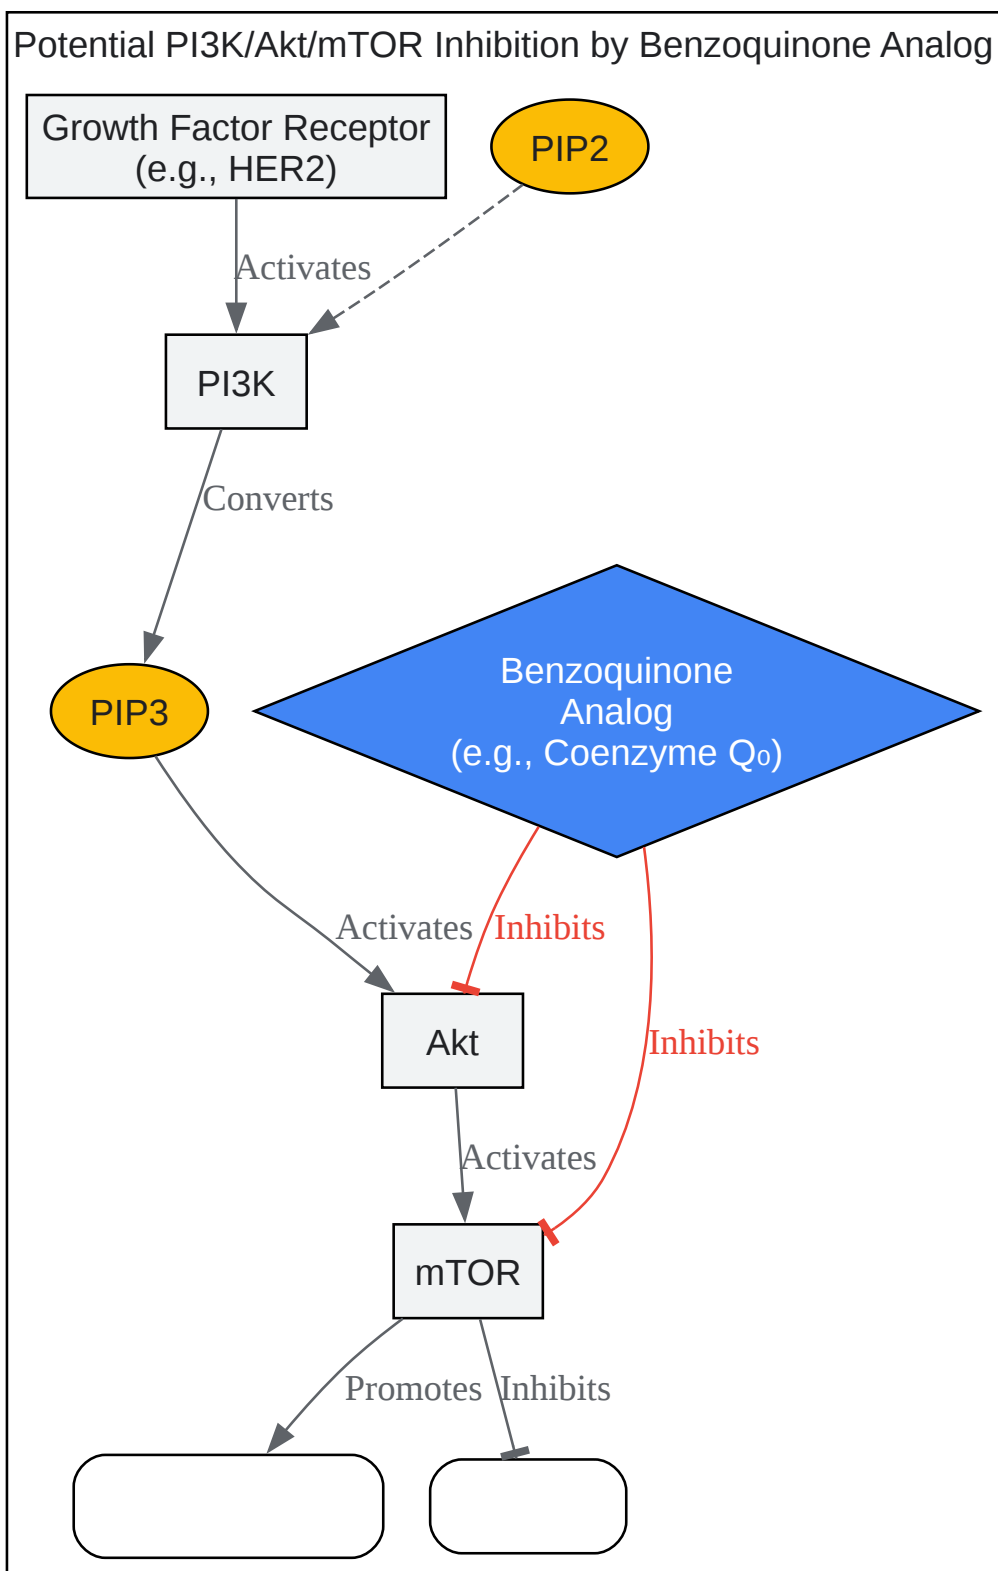 Potential PI3K/Akt/mTOR Inhibition by Benzoquinone Analog
Growth Factor Receptor
(e.g., HER2)
PIP2
Activates
PI3K
Converts
PIP3
Benzoquinone
Analog
(e.g., Coenzyme Q₀)
Activates
Inhibits
Akt
Inhibits
Activates
mTOR
Promotes
Inhibits